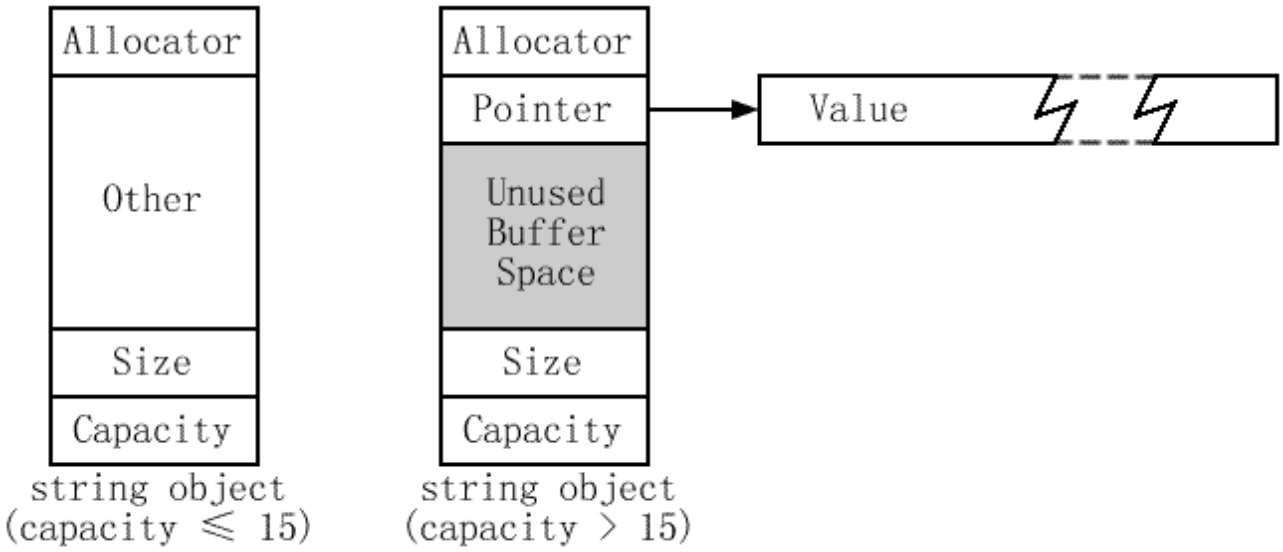 Allocator
Other
Size
Capacity
string object
(capacity ≤ 15)
Allocator
Pointer
Unused
Buffer
Space
Size
Capacity
string object
(capacity > 15)
Value